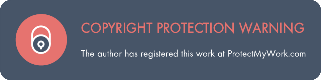 COPYRIGHT PROTECTION WARNING
The author has registered this work at ProtectMyWork.com